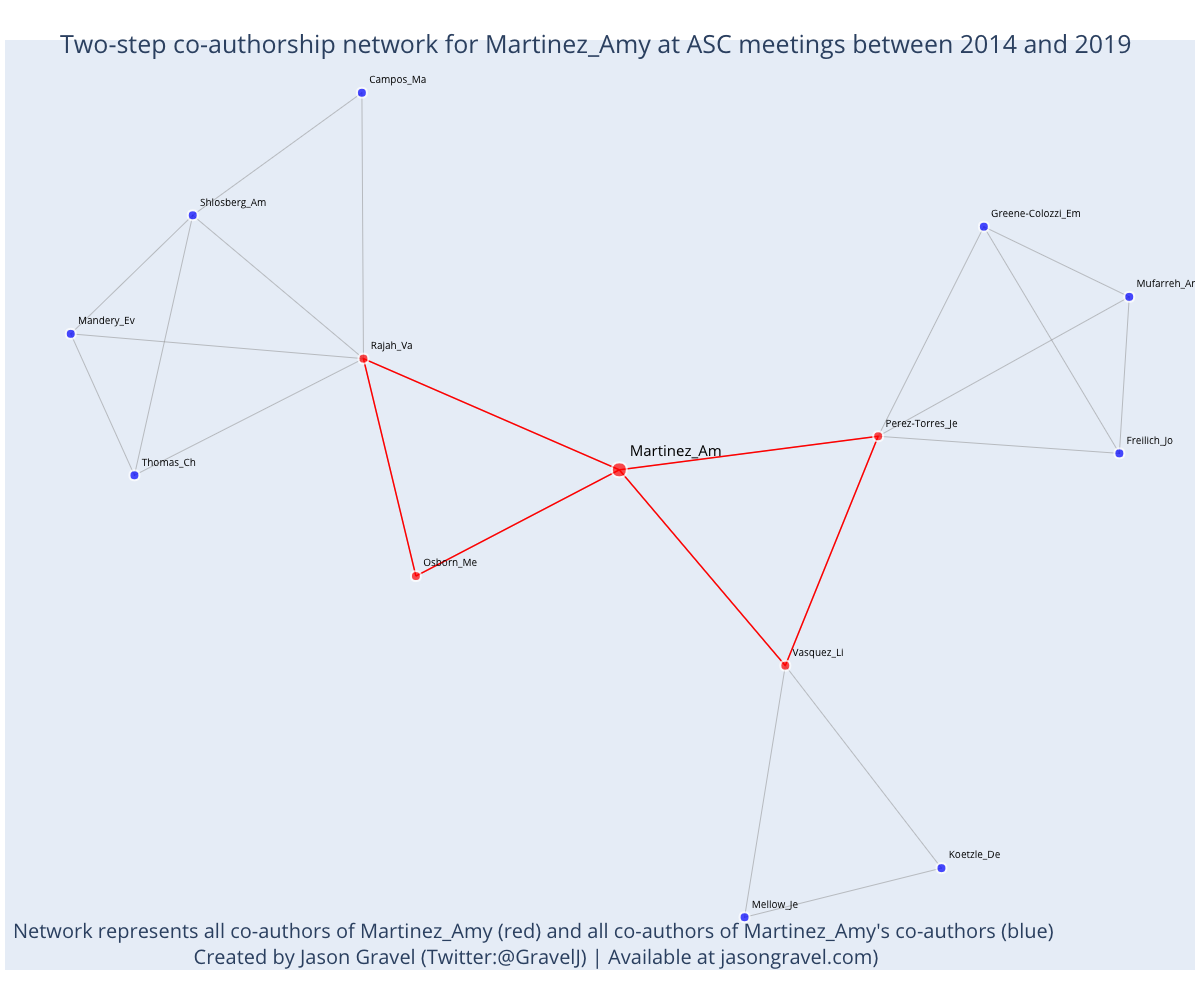 Two-step co-authorship network for Martinez_Amy at ASC meetings between 2014 and 2019
Campos_Ma
Shlosberg_Am
Greene-Colozzi_Em
Mufarreh_Ar
Mandery_Ev
Rajah_Va
Perez-Torres_Je
Freilich_Jo
Martinez_Am
Thomas_Ch
Osborn_Me
Vasquez_Li
Koetzle_De
Mellow_Je
Network represents all co-authors of Martinez_Amy (red) and all co-authors of Martinez_Amy's co-authors (blue)
Created by Jason Gravel (Twitter:@GravelJ) | Available at jasongravel.com)